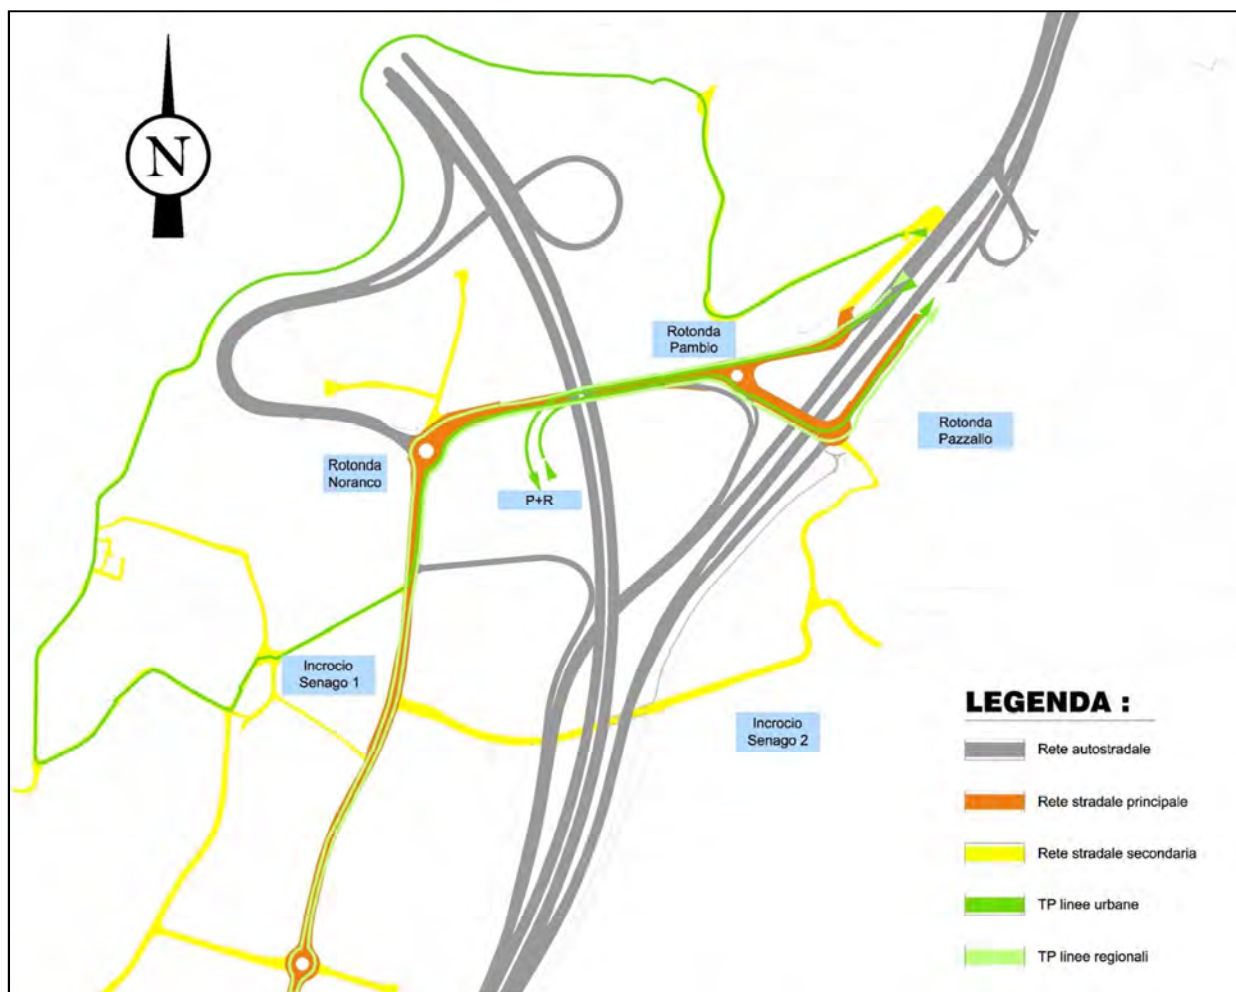 N
Rotonda
Pambio
Rotonda
Pazzallo
Rotonda
Noranco
P+R
Incrocio
Senago 1
Incrocio
Senago 2
LEGENDA :
Rete autostradale
Rete stradale principale
Rete stradale secondaria
TP linee urbane
TP linee regionali